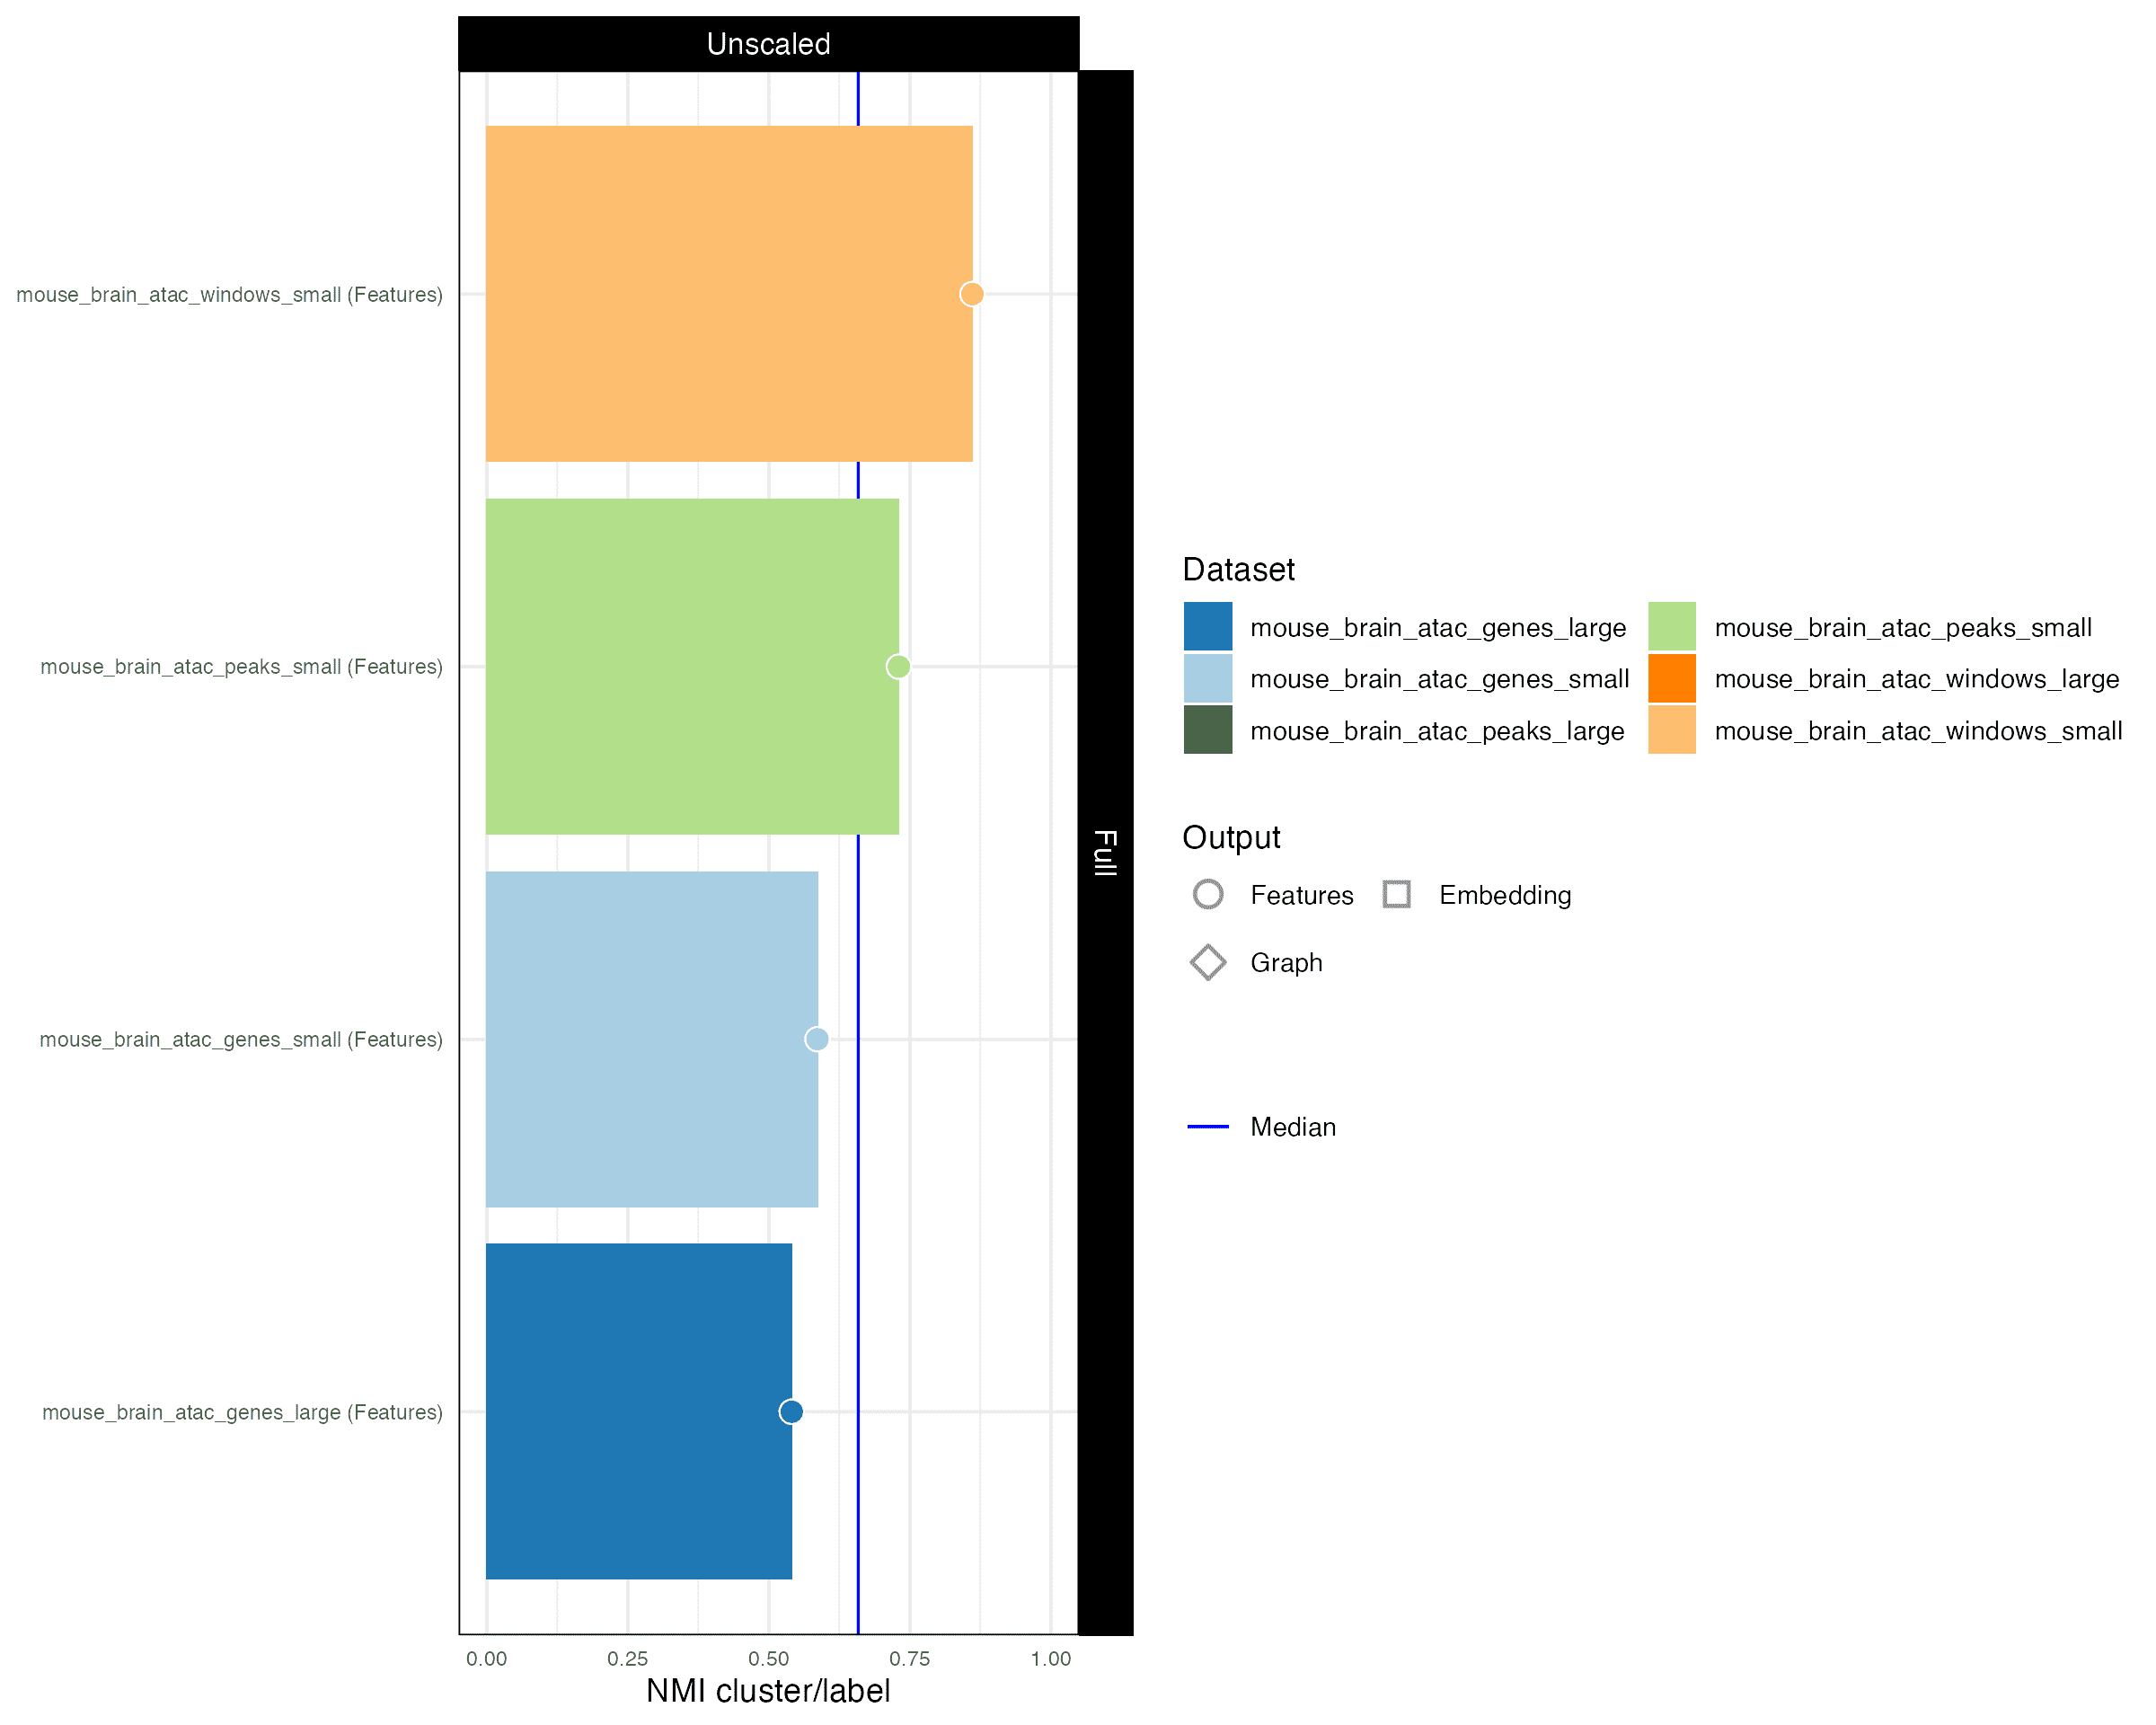 Unscaled
Full
mouse_brain_atac_windows_small (Features)
mouse_brain_atac_peaks_small (Features)
mouse_brain_atac_genes_small (Features)
mouse_brain_atac_genes_large (Features)
0.00 0.25 0.50 0.75 1.00
NMI cluster/label
Dataset
mouse_brain_atac_genes_large mouse_brain_atac_peaks_small
mouse_brain_atac_genes_small mouse_brain_atac_windows_large
mouse_brain_atac_peaks_large mouse_brain_atac_windows_small
Output
Features Embedding
Graph
Median